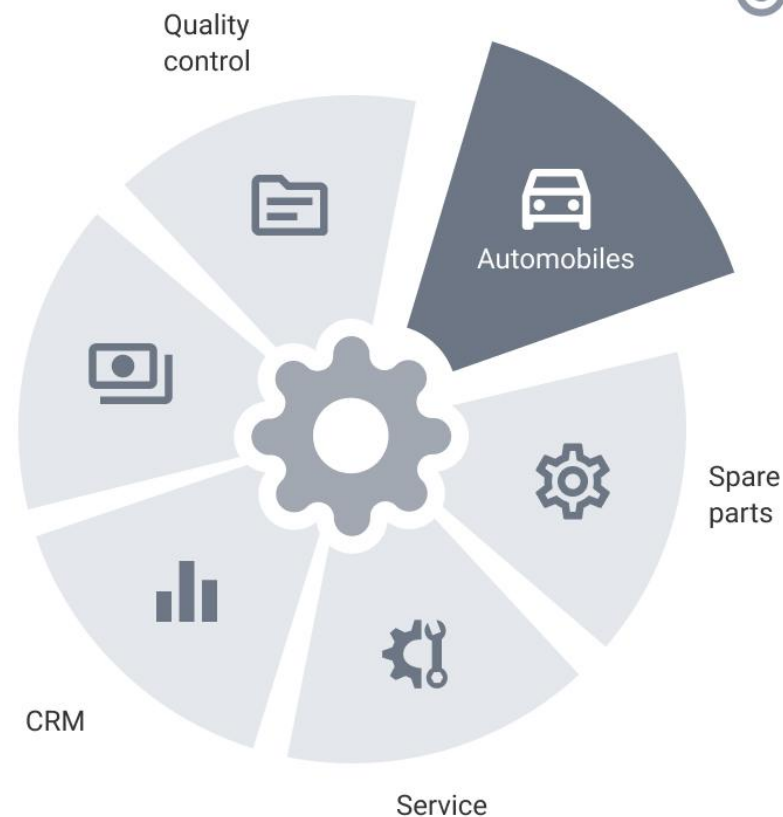 Quality
control
Automobiles
Spare
parts
CRM
Service